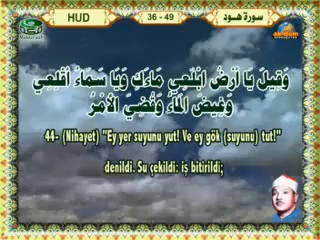 HUD
36 - 49
سورة هود
وَقِيلَ يَا أَرْضُ ابْلَعِي مَاءَكِ وَيَا سَمَاءُ أَقْلِعِي
وَغِيضَ الْمَاءُ وَقُضِيَ الْأَمْرُ
44- (Nihayet) "Ey yer suyunu yut! Ve ey gök (suyunu) tut!"
denildi. Su çekildi: iş bitirildi;